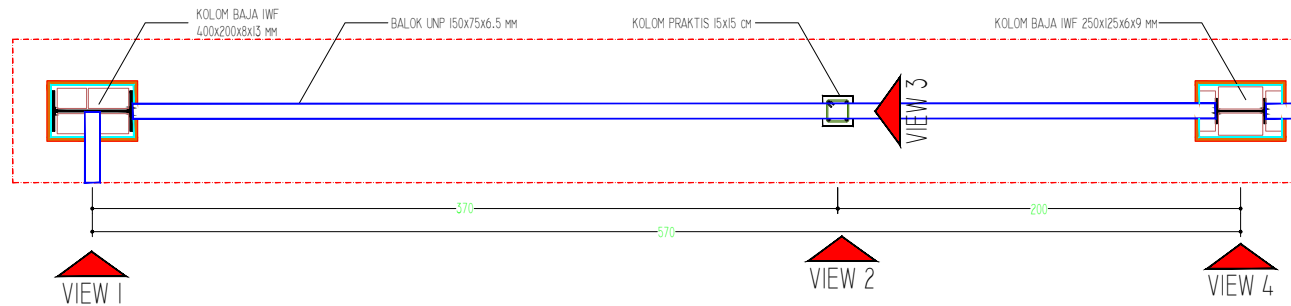 KOLOM BAJA IWF
400x200x8x13 MM
BALOK UNP 150x75x6.5 MM
KOLOM PRAKTIS 15x15 CM
KOLOM BAJA IWF 250x125x6x9 MM
VIEW 3
370
200
570
VIEW 1
VIEW 2
VIEW 4